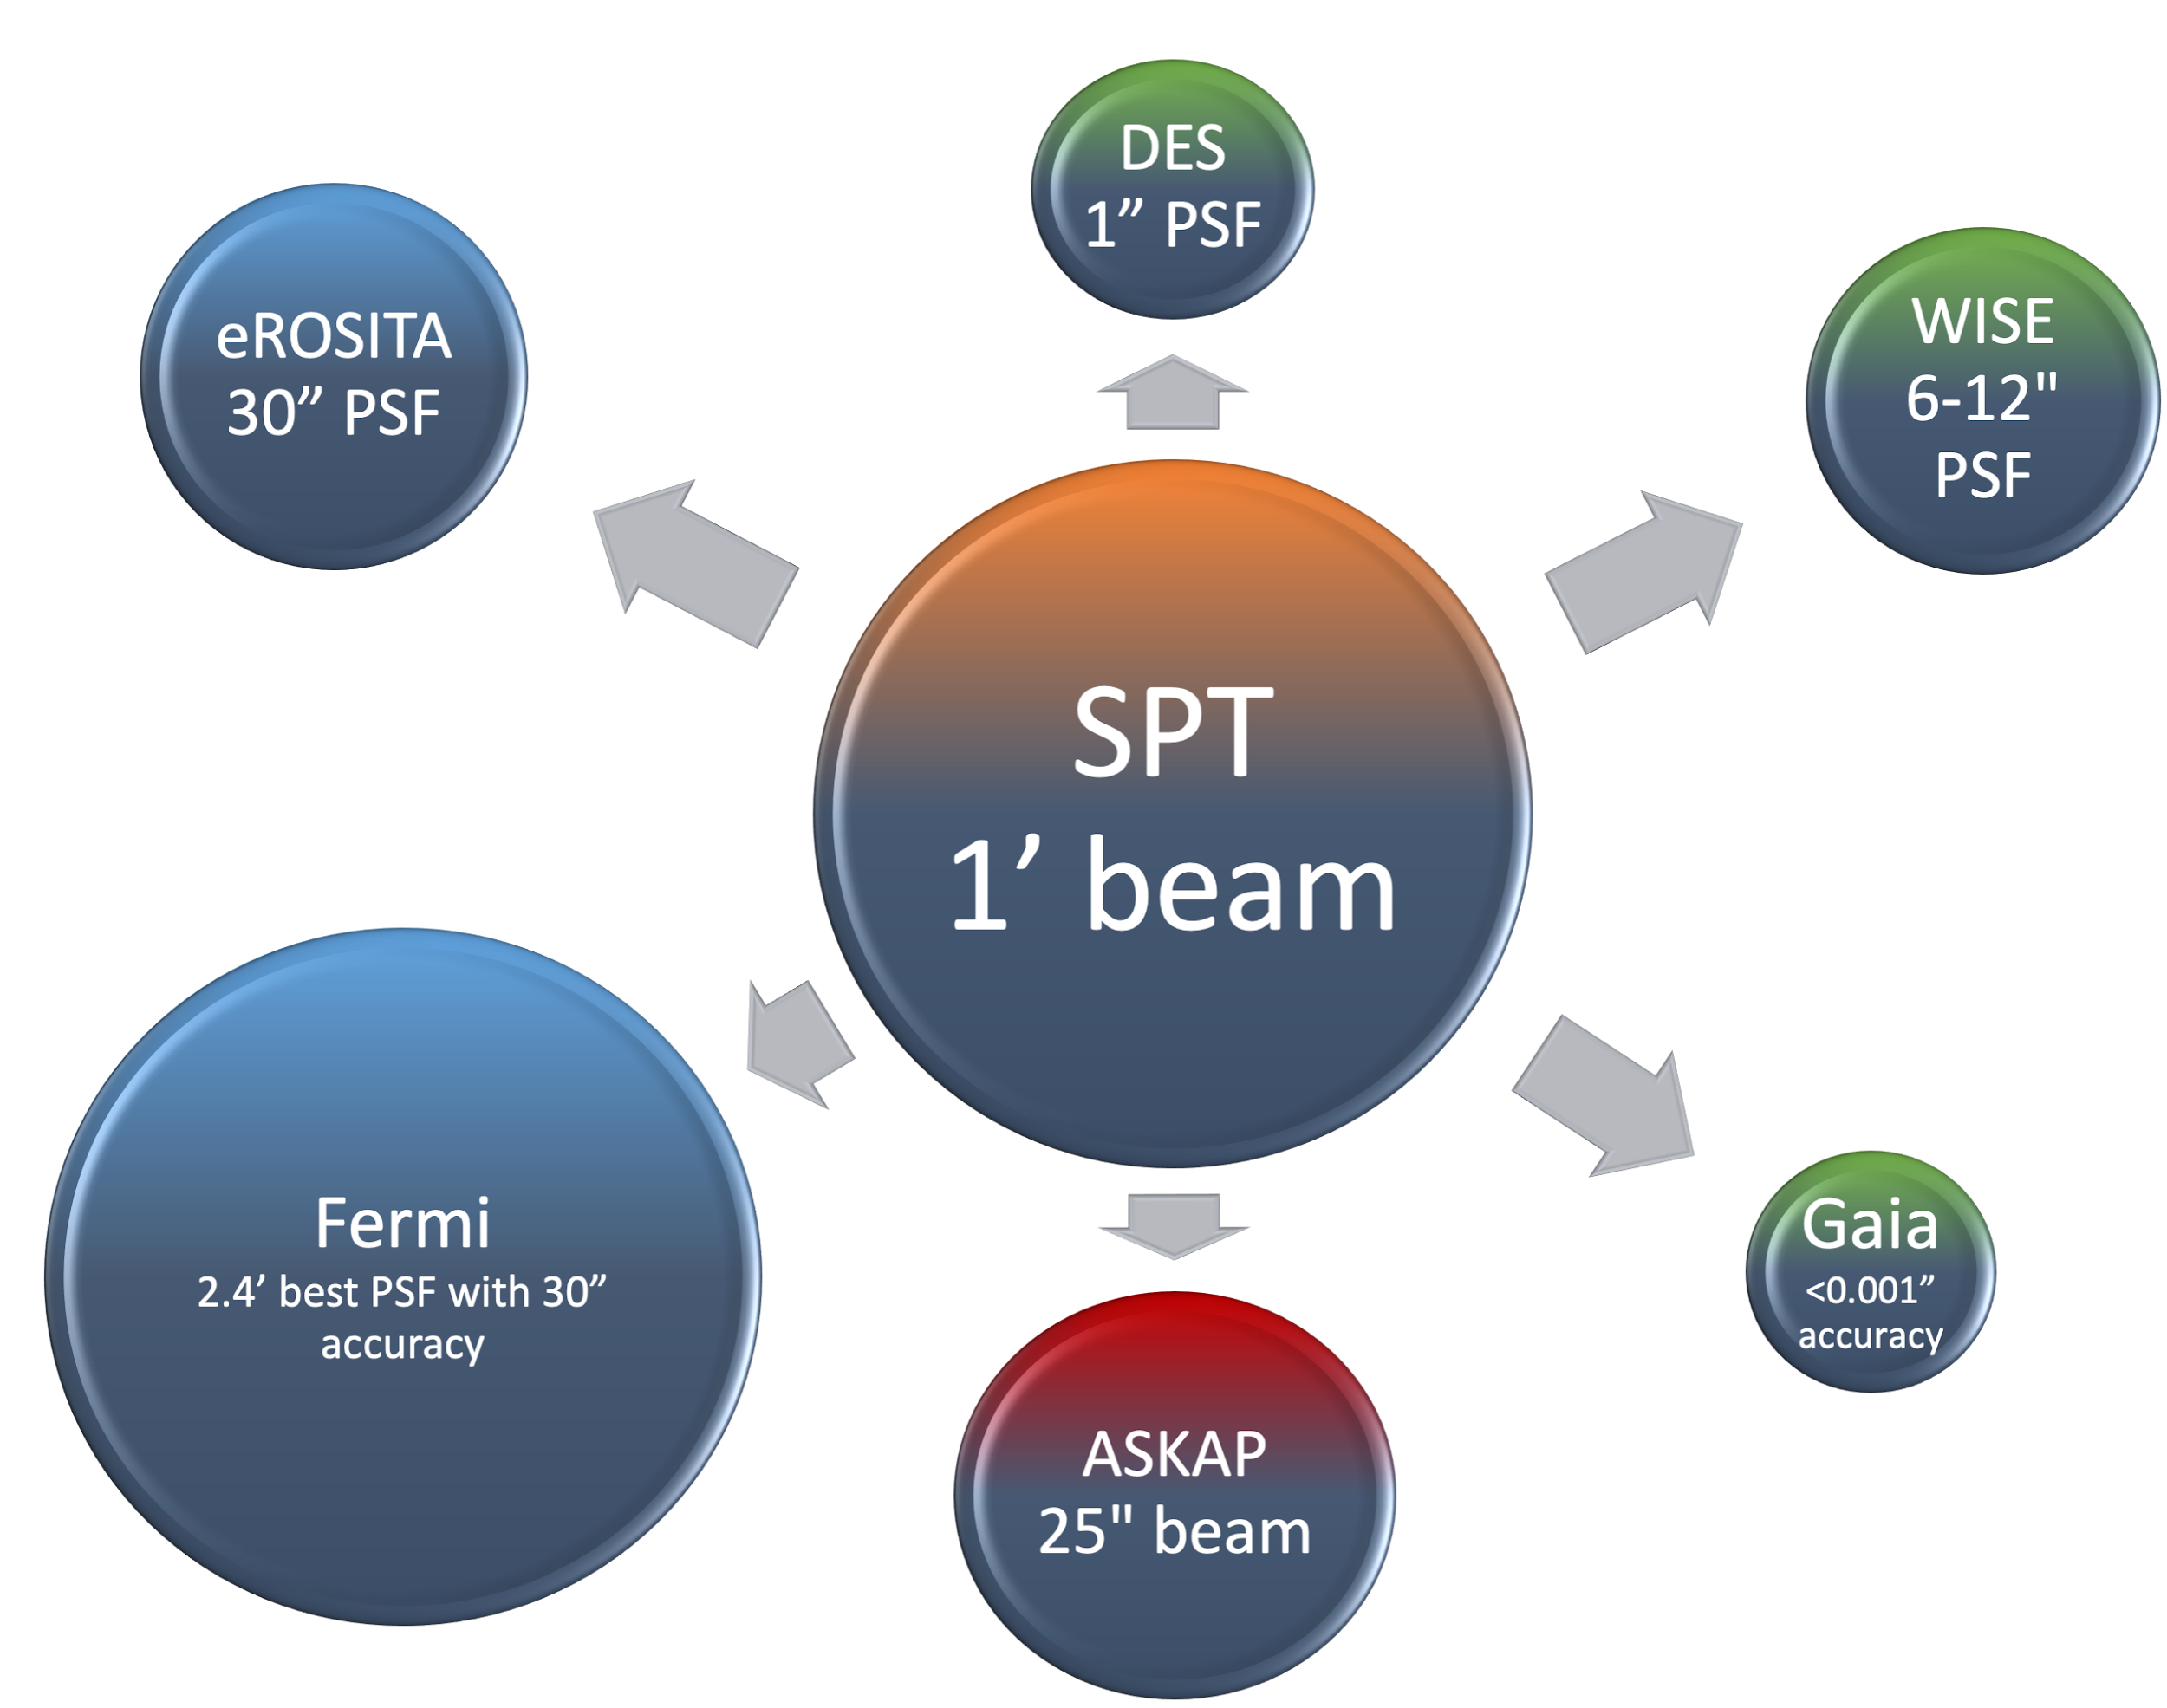 DES
1” PSF
eROSITA
30” PSF
WISE
6-12"
PSF
SPT
1’ beam
Fermi
2.4’ best PSF with 30”
accuracy
Gaia
<0.001”
accuracy
ASKAP
25" beam